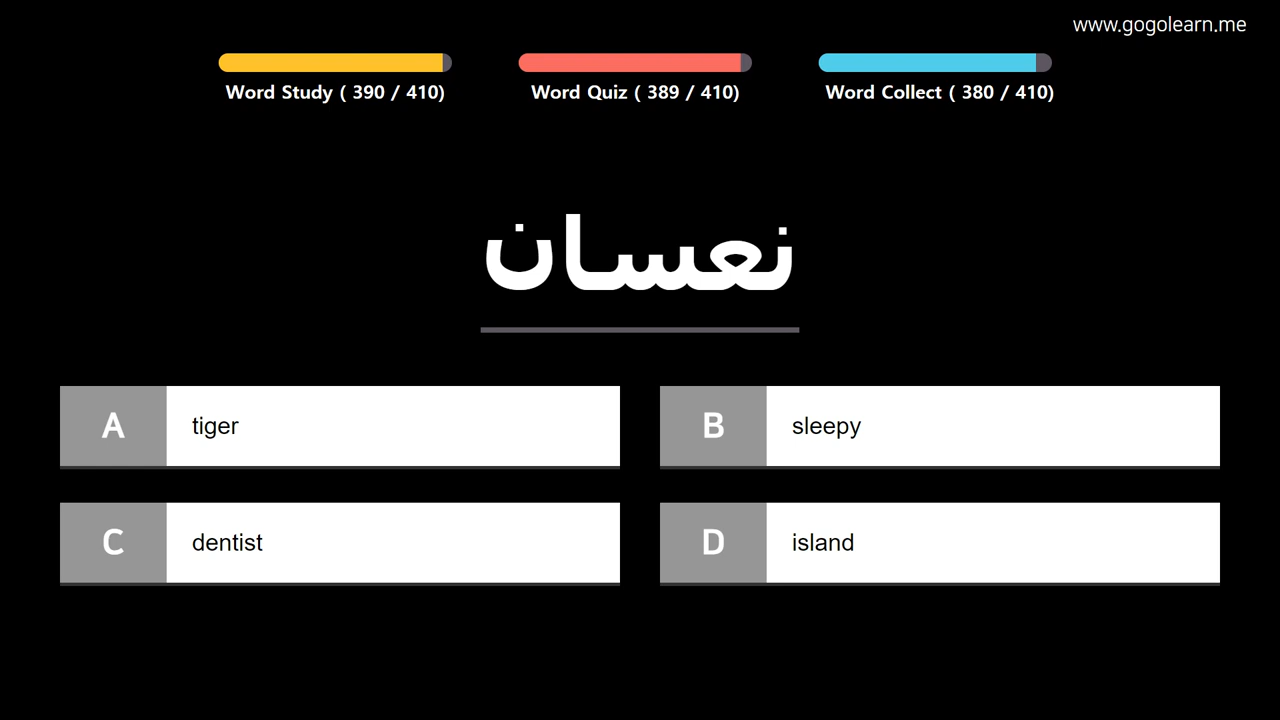 www.gogolearn.me
Word Study ( 390 / 410)
Word Quiz ( 389 / 410)
Word Collect ( 380 / 410)
نعسان
A tiger
B sleepy
C dentist
D island